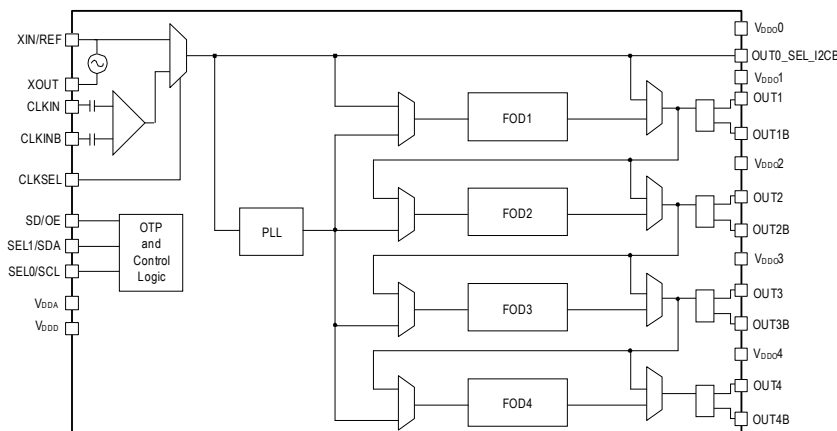 XIN/REF
XOUT
CLKIN
CLKINB
CLKSEL
SD/OE
SEL1/SDA
SEL0/SCL
VDDA
VDDD
OTP
and
Control
Logic
PLL
FOD1
FOD2
FOD3
FOD4
VDDO0
OUT0_SEL_I2CB
VDDO1
OUT1
OUT1B
VDDO2
OUT2
OUT2B
VDDO3
OUT3
OUT3B
VDDO4
OUT4
OUT4B